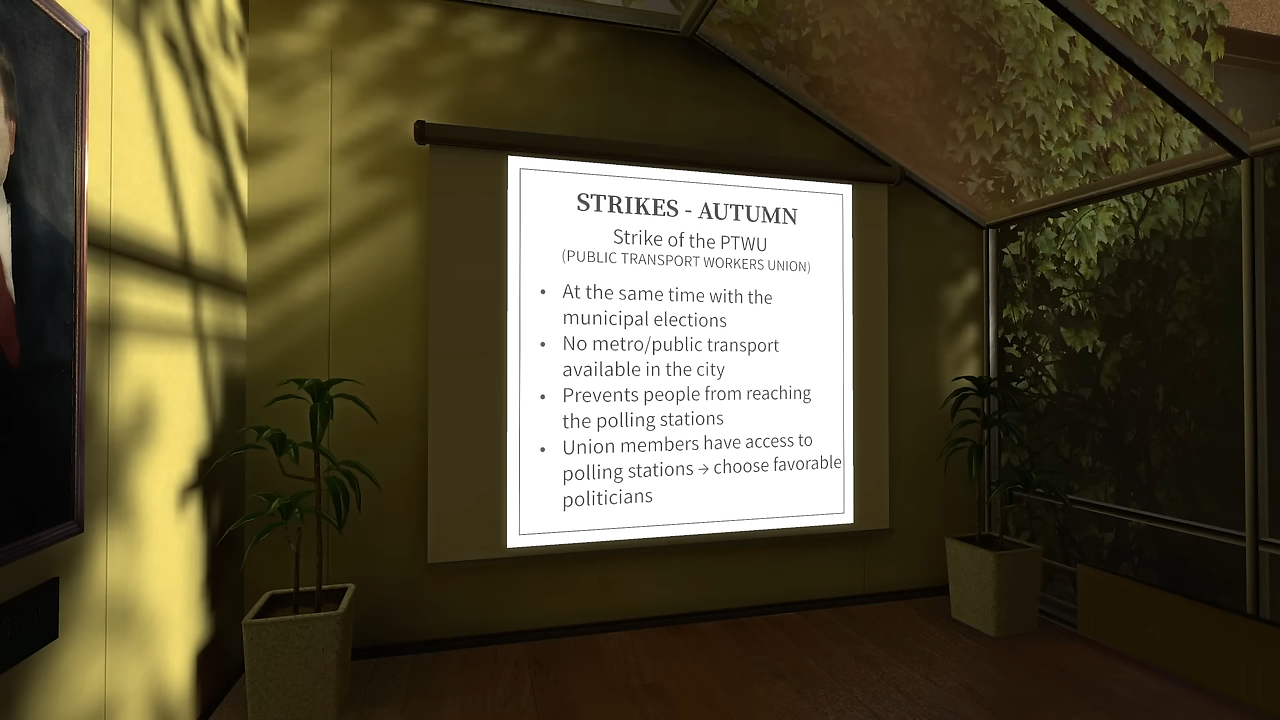 STRIKES - AUTUMN
Strike of the PTWU
(PUBLIC TRANSPORT WORKERS UNION)
• At the same time with the
municipal elections
• No metro/public transport
available in the city
• Prevents people from reaching
the polling stations
• Union members have access to
polling stations → choose favorable
politicians